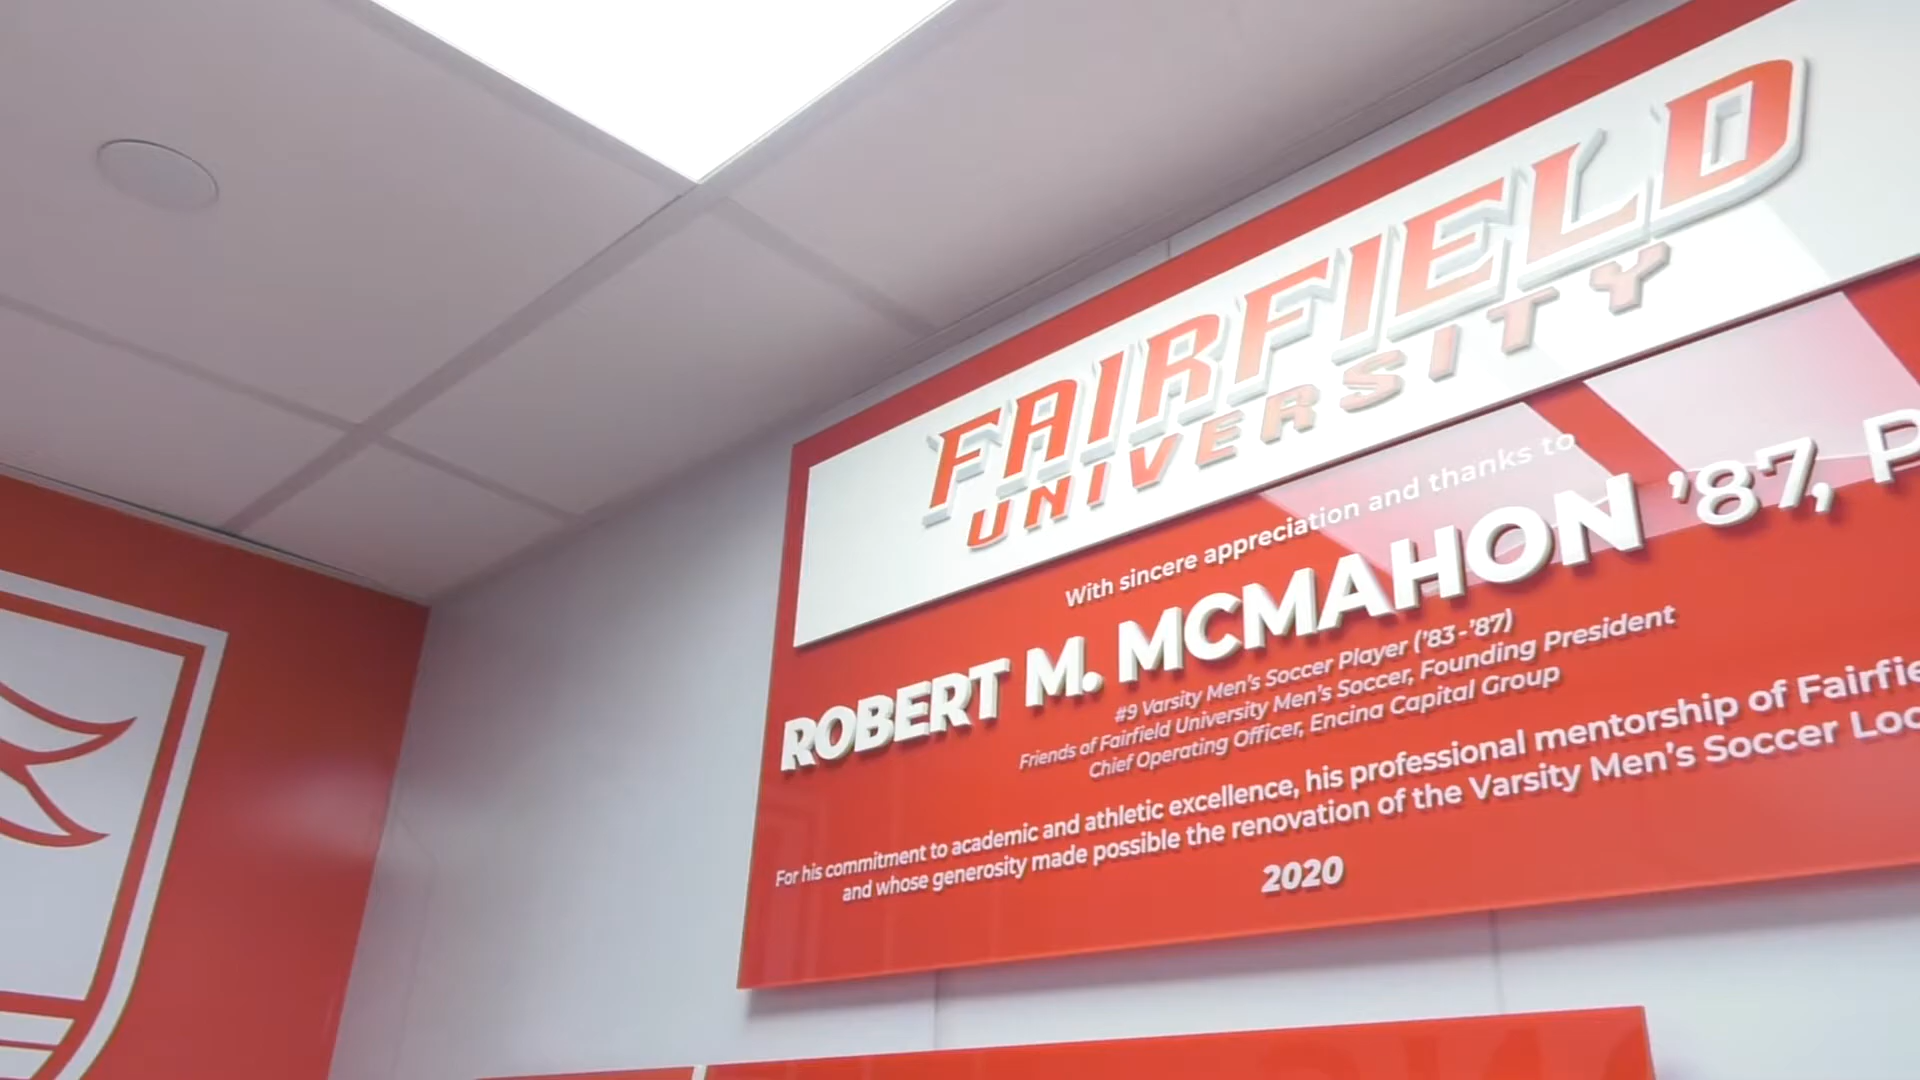 FAIRFIELD
UNIVERSITY
With sincere appreciation and thanks to
ROBERT M. MCMAHON '87, P
#9 Varsity Men's Soccer Player ('83-'87)
Friends of Fairfield University Men's Soccer, Founding President
Chief Operating Officer, Encina Capital Group
For his commitment to academic and athletic excellence, his professional mentorship of Fairfie
and whose generosity made possible the renovation of the Varsity Men's Soccer Loc
2020